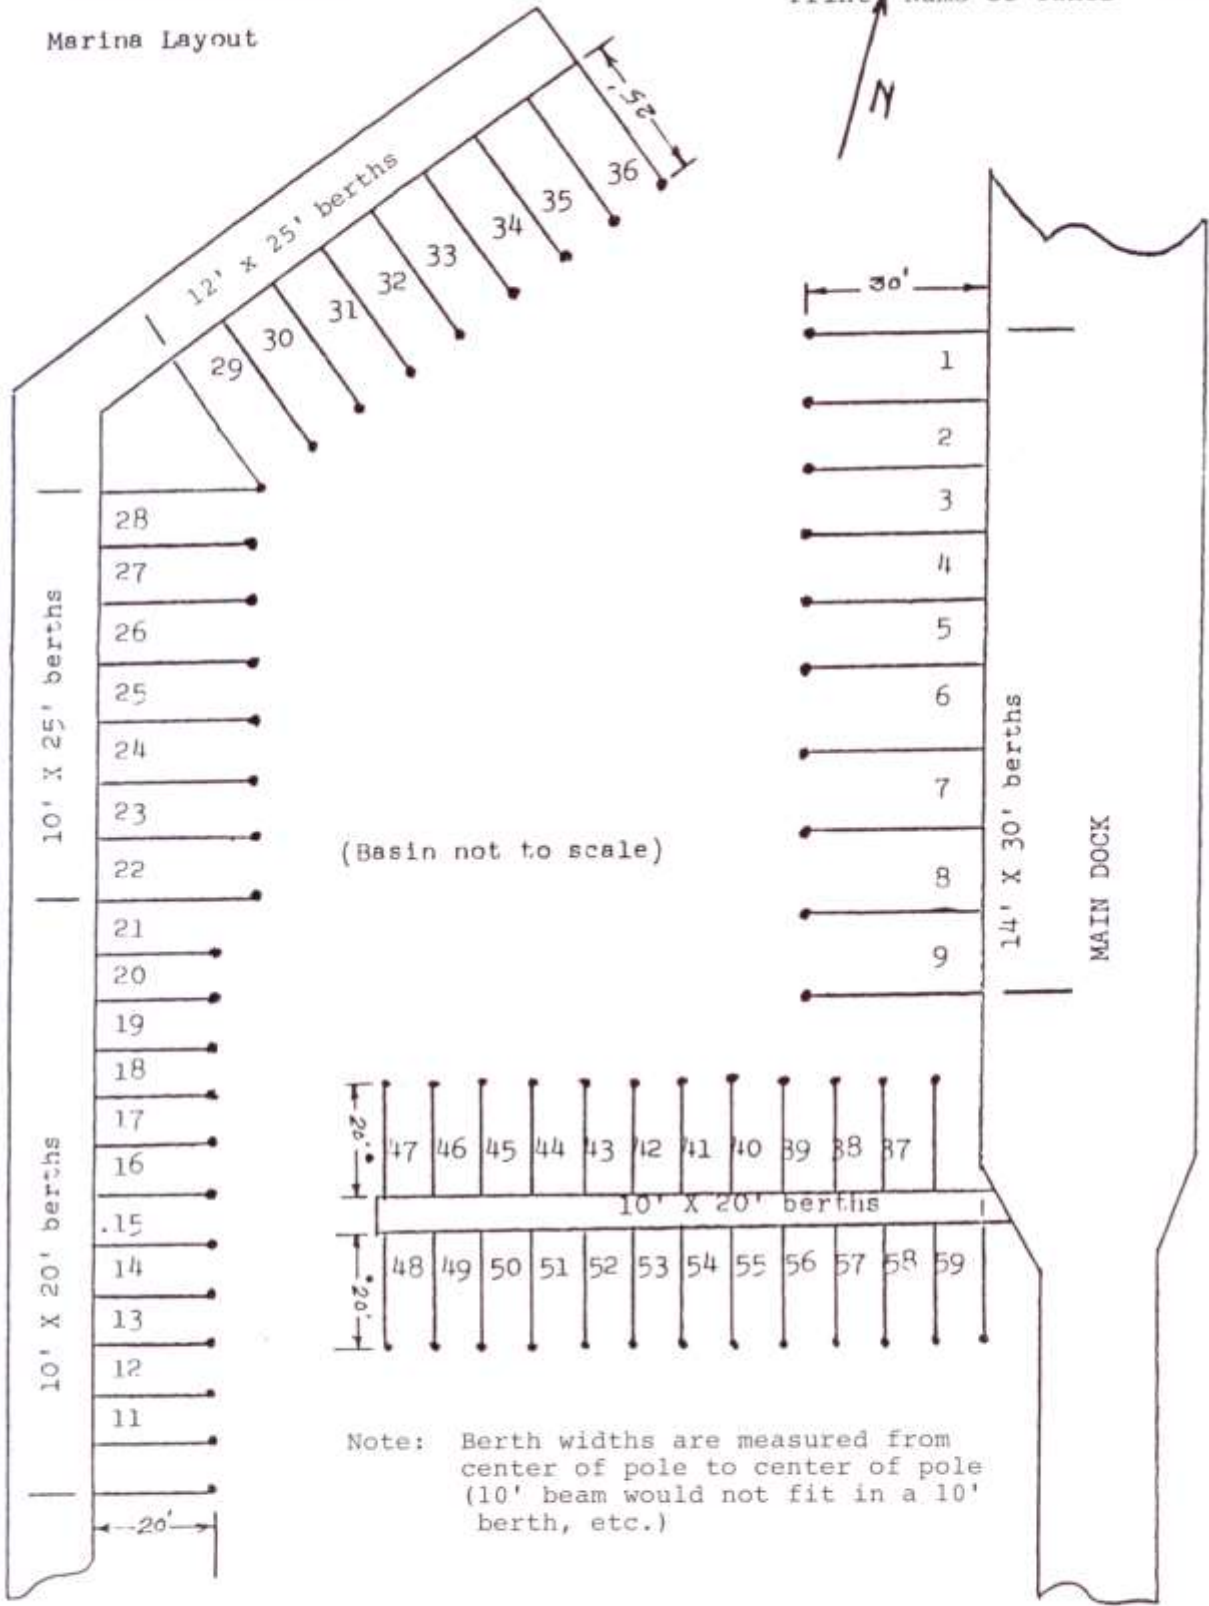 Marina Layout
N
25'
12' x 25' berths
36
35
34
33
32
31
30
29
30'
1
2
3
4
5
6
7
8
9
14' X 30' berths
MAIN DOCK
28
27
26
25
24
23
22
10' X 25' berths
(Basin not to scale)
21
20
19
18
17
16
.15
14
13
12
11
10' X 20' berths
20'
20'
47 46 45 44 43 42 41 40 39 38 37
10' X 20' berths
48 49 50 51 52 53 54 55 56 57 58 59
20'
Note: Berth widths are measured from
center of pole to center of pole
(10' beam would not fit in a 10'
berth, etc.)